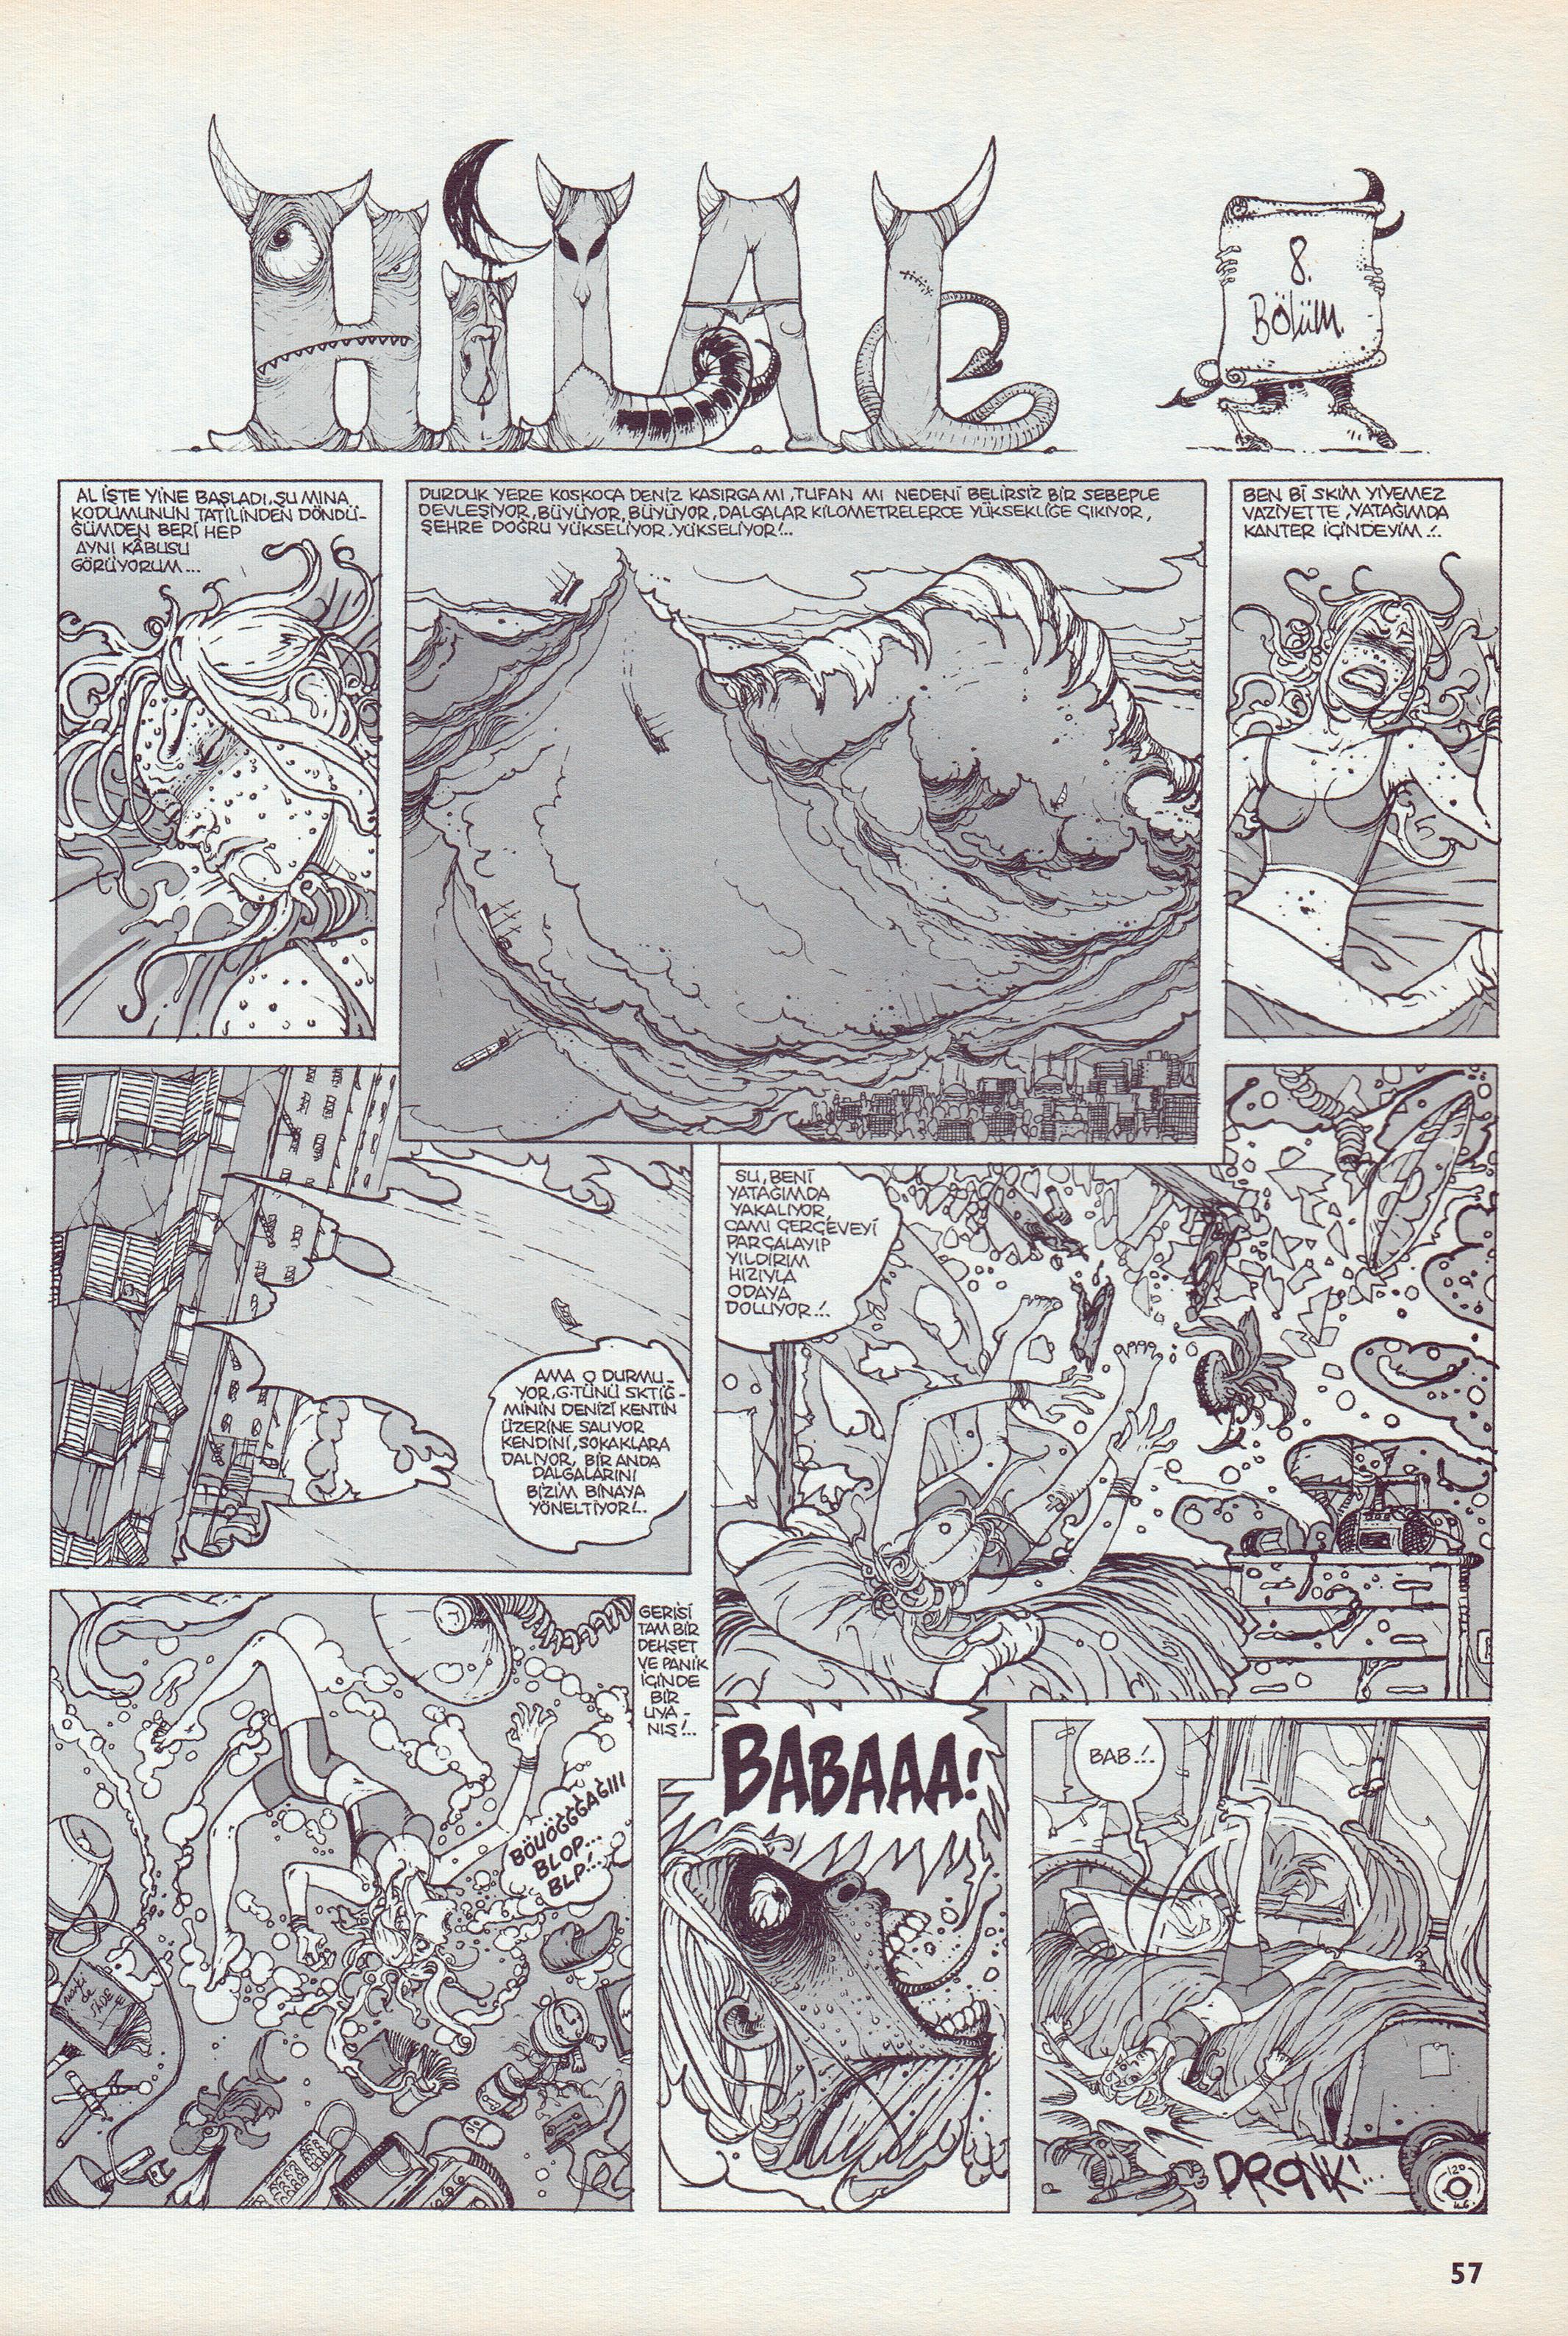 HİLAL
8.
Bölüm.
AL İŞTE YİNE BAŞLADI, ŞU MINA
KODUMUNUN TATİLİNDEN DÖNDÜ-
ĞÜMDEN BERİ HEP
AYNI KÂBUSU
GÖRÜYORUM...
DURDUK YERE KOSKOCA DENİZ KASIRGA MI, TUFAN MI NEDENİ BELİRSİZ BİR SEBEPLE
DEVLEŞİYOR, BÜYÜYOR, BÜYÜYOR, DALGALAR KİLOMETRELERCE YÜKSEKLİĞE ÇIKIYOR,
ŞEHRE DOĞRU YÜKSELİYOR, YÜKSELİYOR!..
BEN Bİ SKİM YİYEMEZ
VAZİYETTE, YATAĞIMDA
KANTER İÇİNDEYİM...
AMA O DURMU-
YOR, GTÜNÜ SKTİĞ-
MİNİN DENİZİ KENTİN
ÜZERİNE SALIYOR
KENDİNİ, SOKAKLARA
DALIYOR, BİR ANDA
DALGALARINI
BİZİM BİNAYA
YÖNELTİYOR!..
SU, BENİ
YATAĞIMDA
YAKALIYOR,
CAMI ÇERÇEVEYİ
PARÇALAYIP
YILDIRIM
HIZIYLA
ODAYA
DOLUYOR!..
BÖUÖĞĞGAĞIII
BLOP...
BLP!..
GERİSİ
TAM BİR
DEHŞET
VE PANİK
İÇİNDE
BİR
UYA-
NIŞ!..
BABAAA!
BAB...
DRONK!..
120
KG.
57